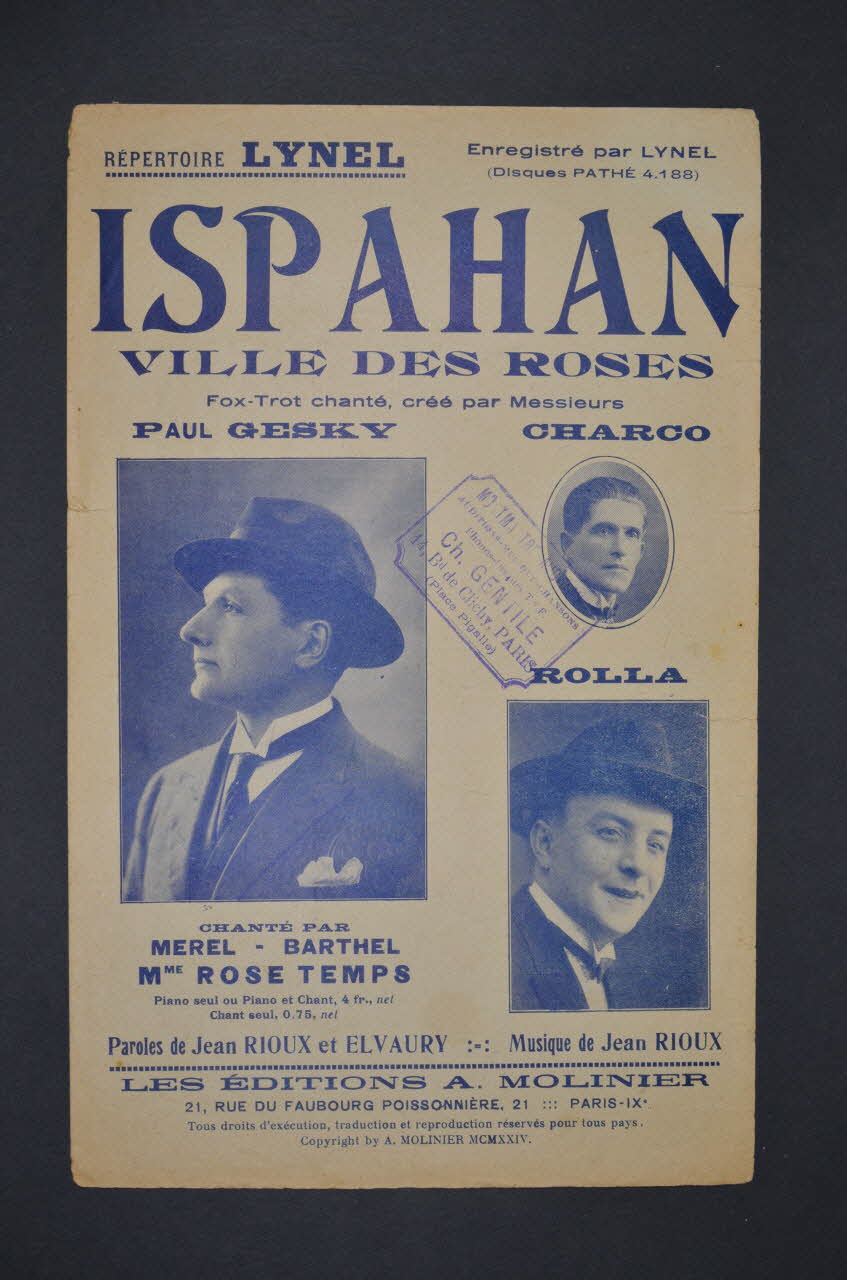 RÉPERTOIRE LYNEL
Enregistré par LYNEL
(Disques PATHÉ 4.188)
ISPAHAN
VILLE DES ROSES
Fox-Trot chanté, créé par Messieurs
PAUL GESKY
CHARCO
Ch. GENTILE
14, Bd de Clichy, PARIS
(Place Pigalle)
ROLLA
CHANTÉ PAR
MEREL - BARTHEL
MME ROSE TEMPS
Piano seul ou Piano et Chant, 4 fr., net
Chant seul, 0.75, net
Paroles de Jean RIOUX et ELVAURY :-: Musique de Jean RIOUX
LES ÉDITIONS A. MOLINIER
21, RUE DU FAUBOURG POISSONNIÈRE, 21 ::: PARIS-IXe
Tous droits d'exécution, traduction et reproduction réservés pour tous pays.
Copyright by A. MOLINIER MCMXXIV.